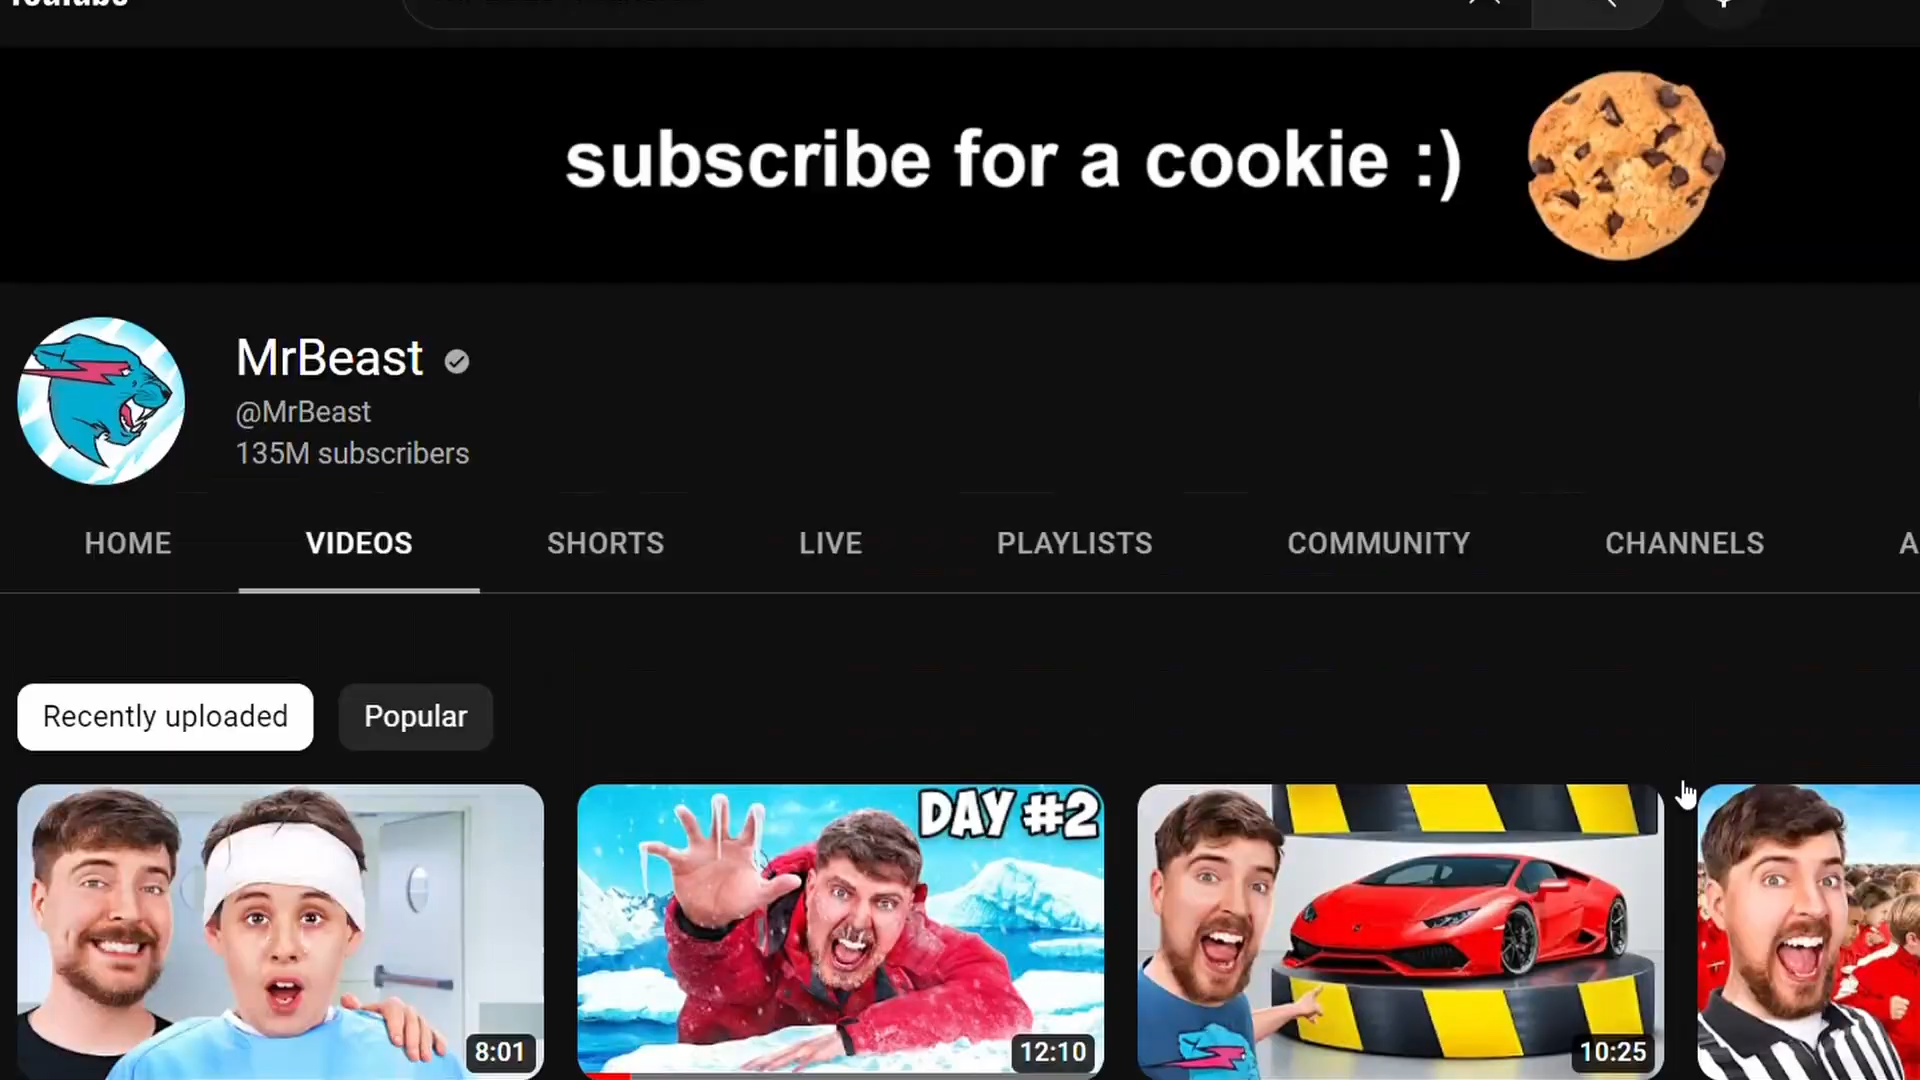 YouTube
subscribe for a cookie :)
MrBeast
@MrBeast
135M subscribers
HOME VIDEOS SHORTS LIVE PLAYLISTS COMMUNITY CHANNELS A
Recently uploaded Popular
DAY #2
8:01 12:10 10:25